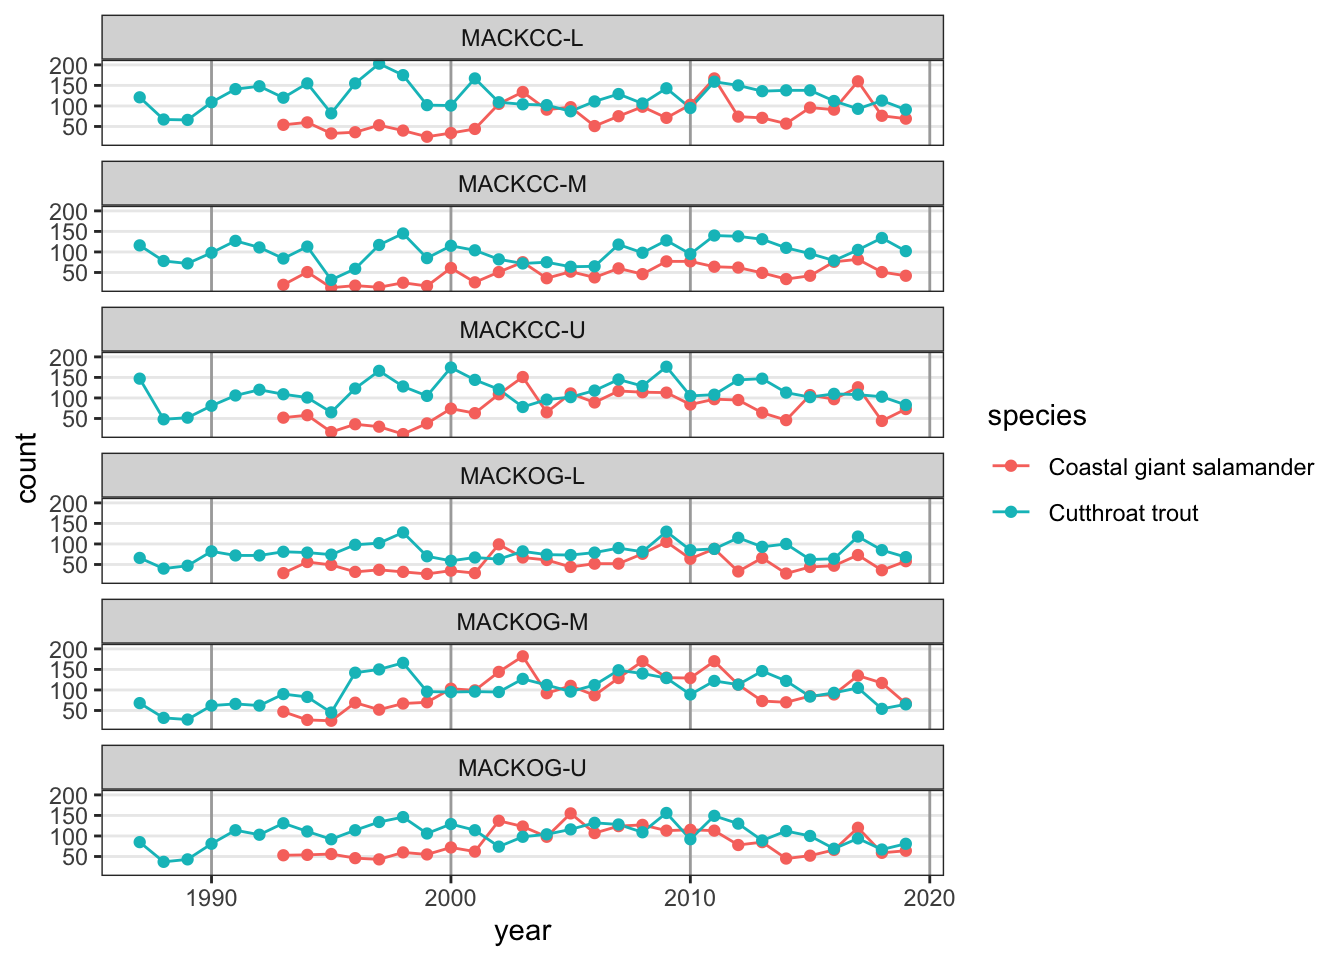 MACKCC-L
200
150
100
50
MACKCC-M
200
150
100
50
MACKCC-U
200
150
100
50
MACKOG-L
200
150
100
50
MACKOG-M
200
150
100
50
MACKOG-U
200
150
100
50
1990 2000 2010 2020
year
count
species
Coastal giant salamander
Cutthroat trout